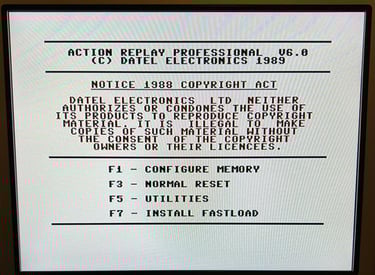 ACTION REPLAY PROFESSIONAL V6.0
(C) DATEL ELECTRONICS 1989
NOTICE 1988 COPYRIGHT ACT
DATEL ELECTRONICS LTD NEITHER
AUTHORIZES OR CONDONES THE USE OF
ITS PRODUCTS TO REPRODUCE COPYRIGHT
MATERIAL. IT IS ILLEGAL TO MAKE
COPIES OF SUCH MATERIAL WITHOUT
THE CONSENT OF THE COPYRIGHT
OWNERS OR THEIR LICENCEES.
F1 - CONFIGURE MEMORY
F3 - NORMAL RESET
F5 - UTILITIES
F7 - INSTALL FASTLOAD